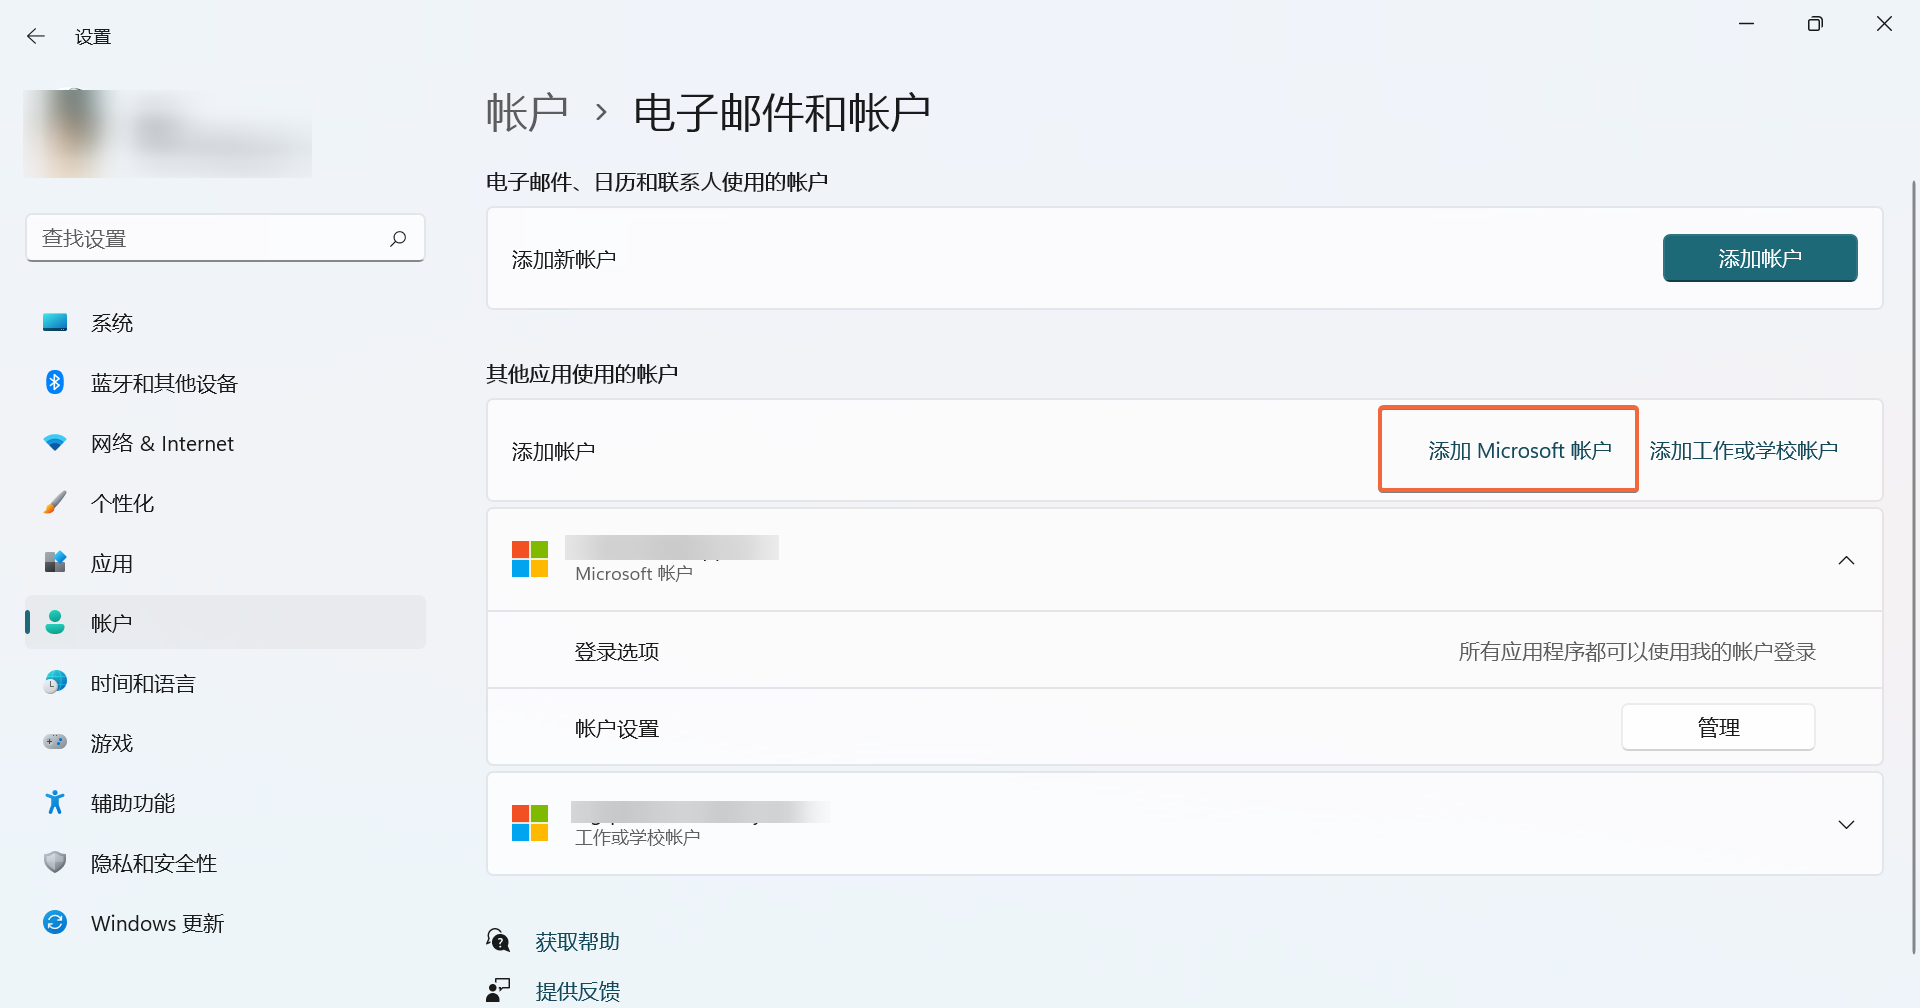 设置
查找设置
系统
蓝牙和其他设备
网络 & Internet
个性化
应用
帐户
时间和语言
游戏
辅助功能
隐私和安全性
Windows 更新
帐户 › 电子邮件和帐户
电子邮件、日历和联系人使用的帐户
添加新帐户
添加帐户
其他应用使用的帐户
添加帐户
添加 Microsoft 帐户
添加工作或学校帐户
Microsoft 帐户
登录选项
所有应用程序都可以使用我的帐户登录
帐户设置
管理
工作或学校帐户
获取帮助
提供反馈